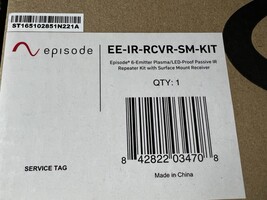 ST165102851N221A
episode
EE-IR-RCVR-SM-KIT
Episode® 6-Emitter Plasma/LED-Proof Passive IR
Repeater Kit with Surface Mount Receiver
QTY: 1
8 42822 03470 8
Made in China
SERVICE TAG